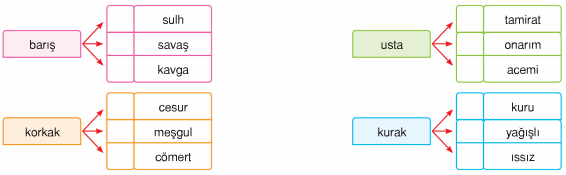 barış
sulh
savaş
kavga
usta
tamirat
onarım
acemi
korkak
cesur
meşgul
cömert
kurak
kuru
yağışlı
ıssız